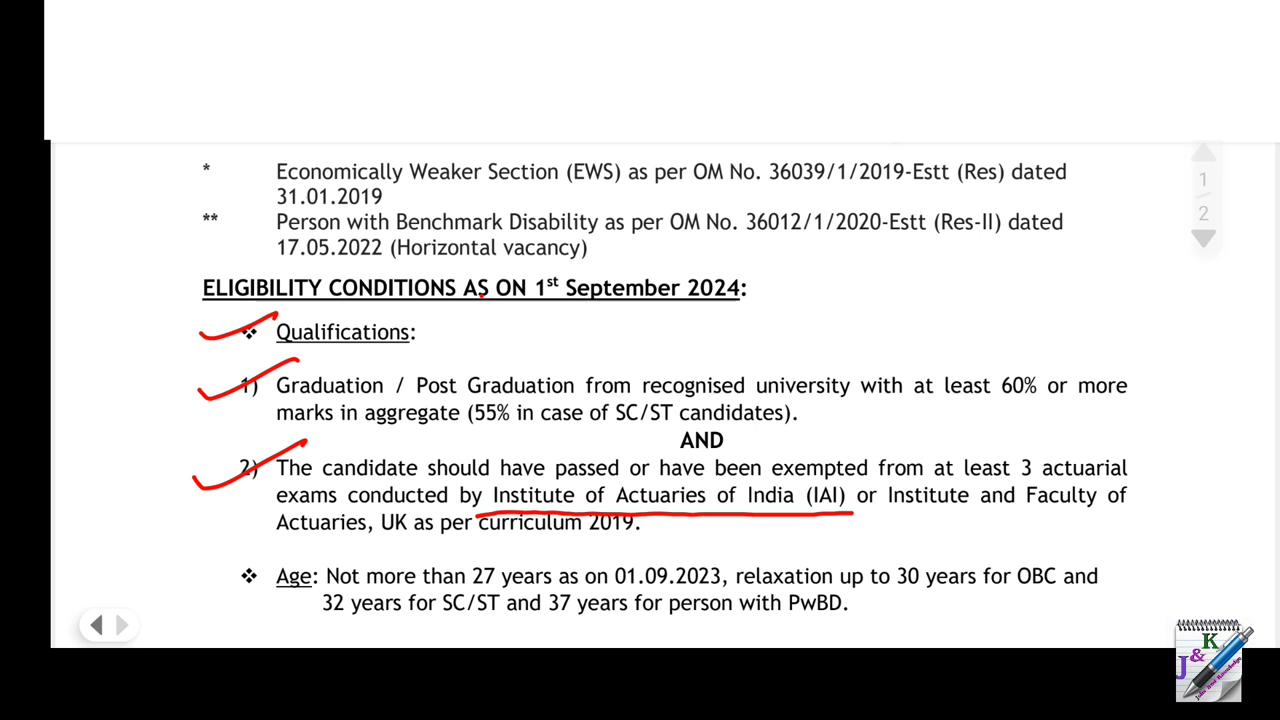 * Economically Weaker Section (EWS) as per OM No. 36039/1/2019-Estt (Res) dated
31.01.2019
** Person with Benchmark Disability as per OM No. 36012/1/2020-Estt (Res-II) dated
17.05.2022 (Horizontal vacancy)
1
2
ELIGIBILITY CONDITIONS AS ON 1st September 2024:
❖ Qualifications:
1) Graduation / Post Graduation from recognised university with at least 60% or more
marks in aggregate (55% in case of SC/ST candidates).
AND
2) The candidate should have passed or have been exempted from at least 3 actuarial
exams conducted by Institute of Actuaries of India (IAI) or Institute and Faculty of
Actuaries, UK as per curriculum 2019.
❖ Age: Not more than 27 years as on 01.09.2023, relaxation up to 30 years for OBC and
32 years for SC/ST and 37 years for person with PwBD.
J&K